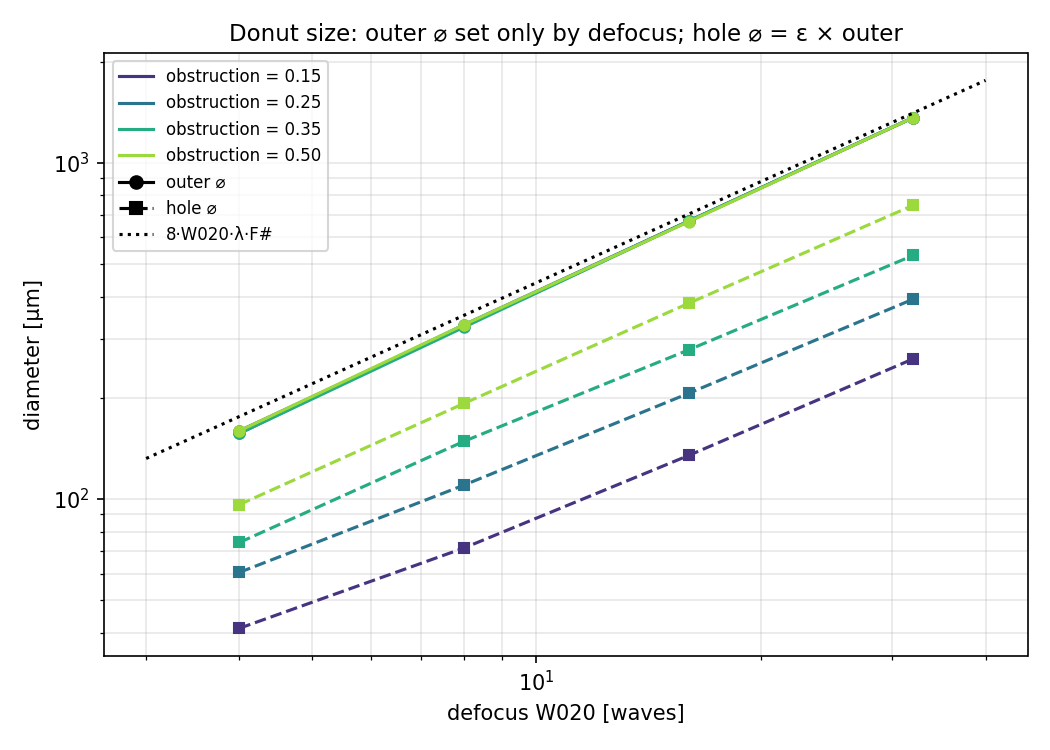 Donut size: outer ⌀ set only by defocus; hole ⌀ = ε × outer
obstruction = 0.15
obstruction = 0.25
obstruction = 0.35
obstruction = 0.50
outer ⌀
hole ⌀
8·W020·λ·F#
diameter [µm]
10³
10²
10¹
defocus W020 [waves]